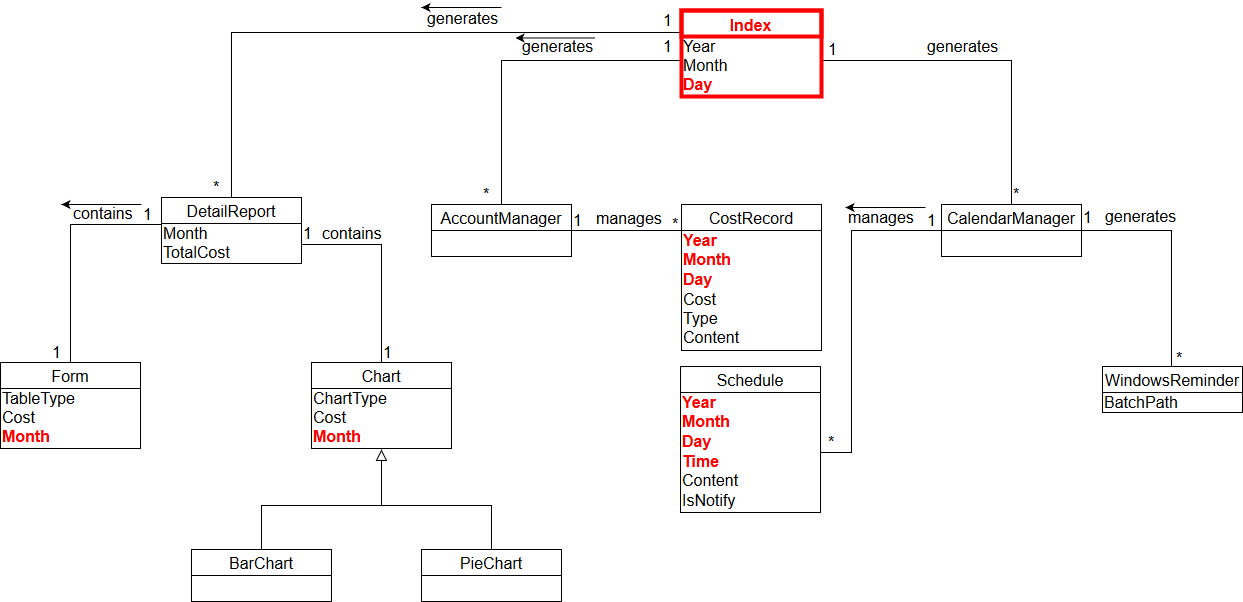 generates
1
Index
generates
1
Year
1
generates
Month
Day
*
*
*
contains
1
DetailReport
Month
TotalCost
1
contains
AccountManager
1
manages
*
CostRecord
Year
Month
Day
Cost
Type
Content
manages
1
CalendarManager
1
generates
1
Form
TableType
Cost
Month
1
Chart
ChartType
Cost
Month
Schedule
Year
Month
Day
Time
Content
IsNotify
*
*
WindowsReminder
BatchPath
BarChart
PieChart